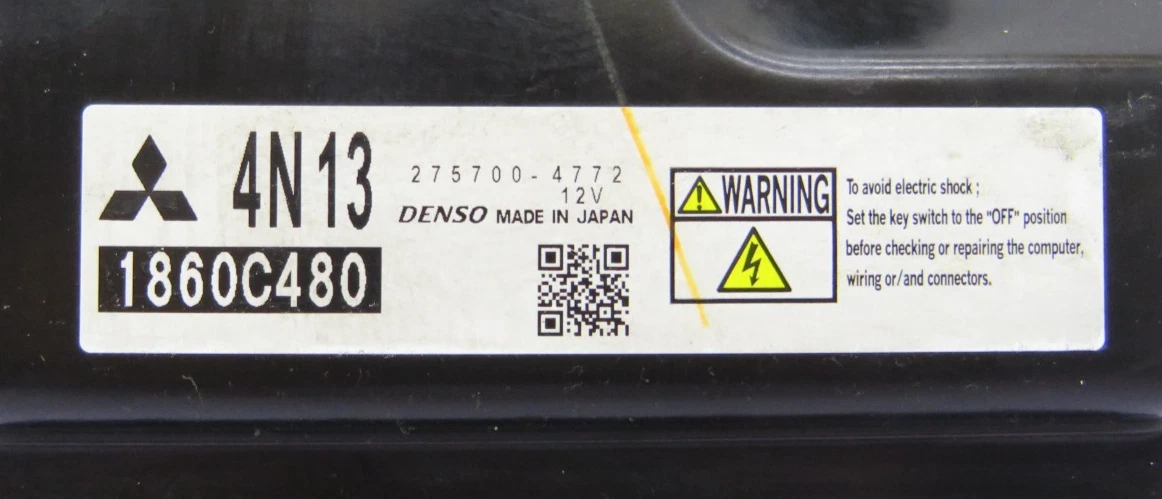 4N13
275700-4772
12V
DENSO MADE IN JAPAN
1860C480
WARNING
To avoid electric shock ;
Set the key switch to the "OFF" position
before checking or repairing the computer,
wiring or/and connectors.